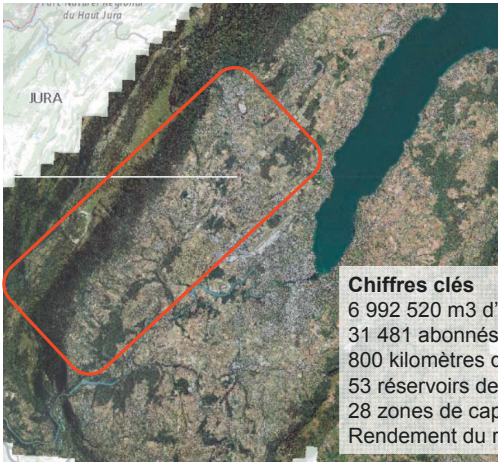 Parc Naturel Régional
du Haut Jura
JURA
Chiffres clés
6 992 520 m3 d'
31 481 abonnés
800 kilomètres d
53 réservoirs de
28 zones de cap
Rendement du r